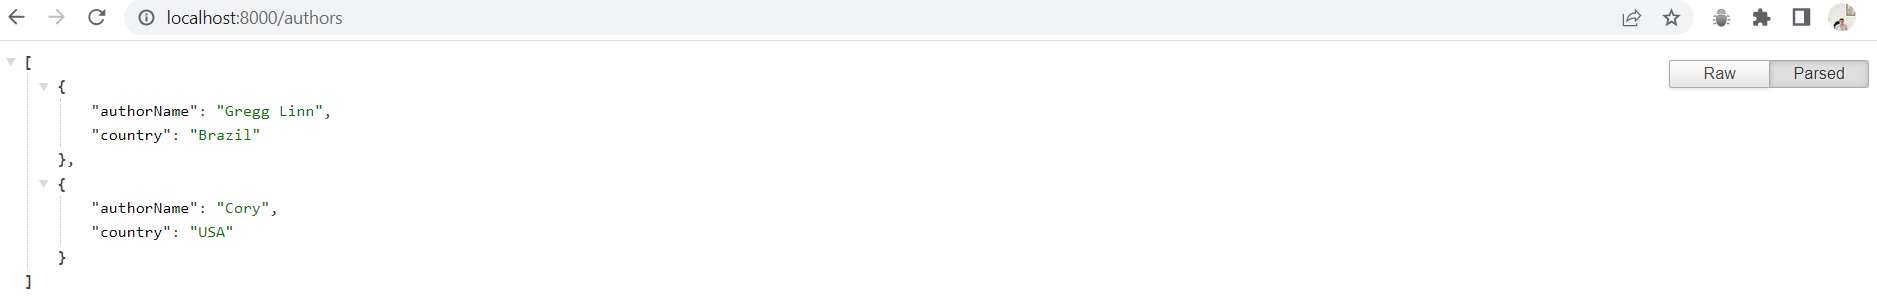 localhost:8000/authors
Raw Parsed
[
{
"authorName": "Gregg Linn",
"country": "Brazil"
},
{
"authorName": "Cory",
"country": "USA"
}
]